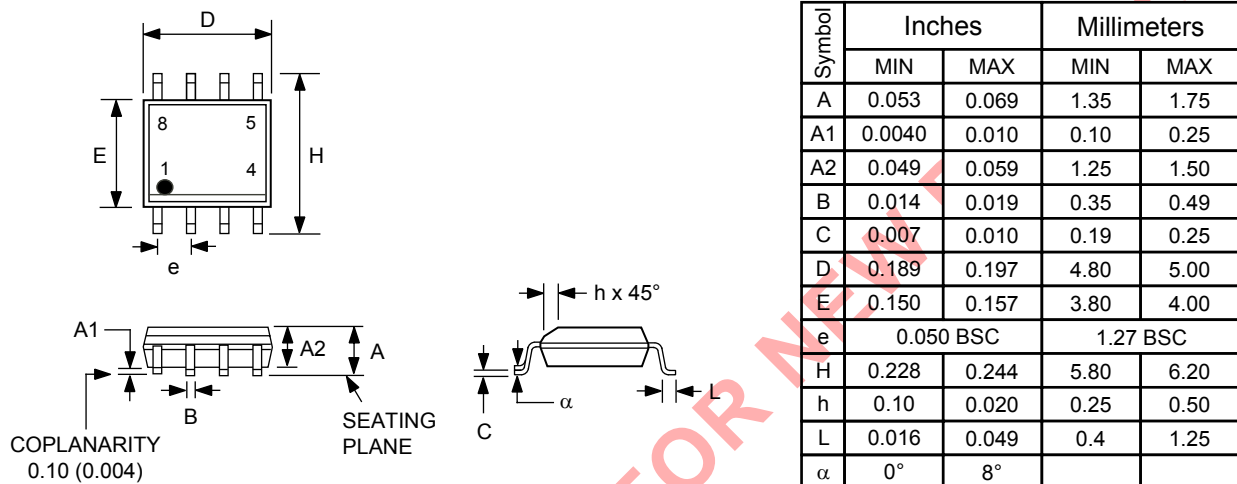 D
8 5
E
H
1 4
e
A1
A2
A
B
COPLANARITY
0.10 (0.004)
SEATING
PLANE
h x 45°
α
C
L
Symbol Inches Millimeters
MIN MAX MIN MAX
A 0.053 0.069 1.35 1.75
A1 0.0040 0.010 0.10 0.25
A2 0.049 0.059 1.25 1.50
B 0.014 0.019 0.35 0.49
C 0.007 0.010 0.19 0.25
D 0.189 0.197 4.80 5.00
E 0.150 0.157 3.80 4.00
e 0.050 BSC 1.27 BSC
H 0.228 0.244 5.80 6.20
h 0.10 0.020 0.25 0.50
L 0.016 0.049 0.4 1.25
α 0° 8°
FOR NEW